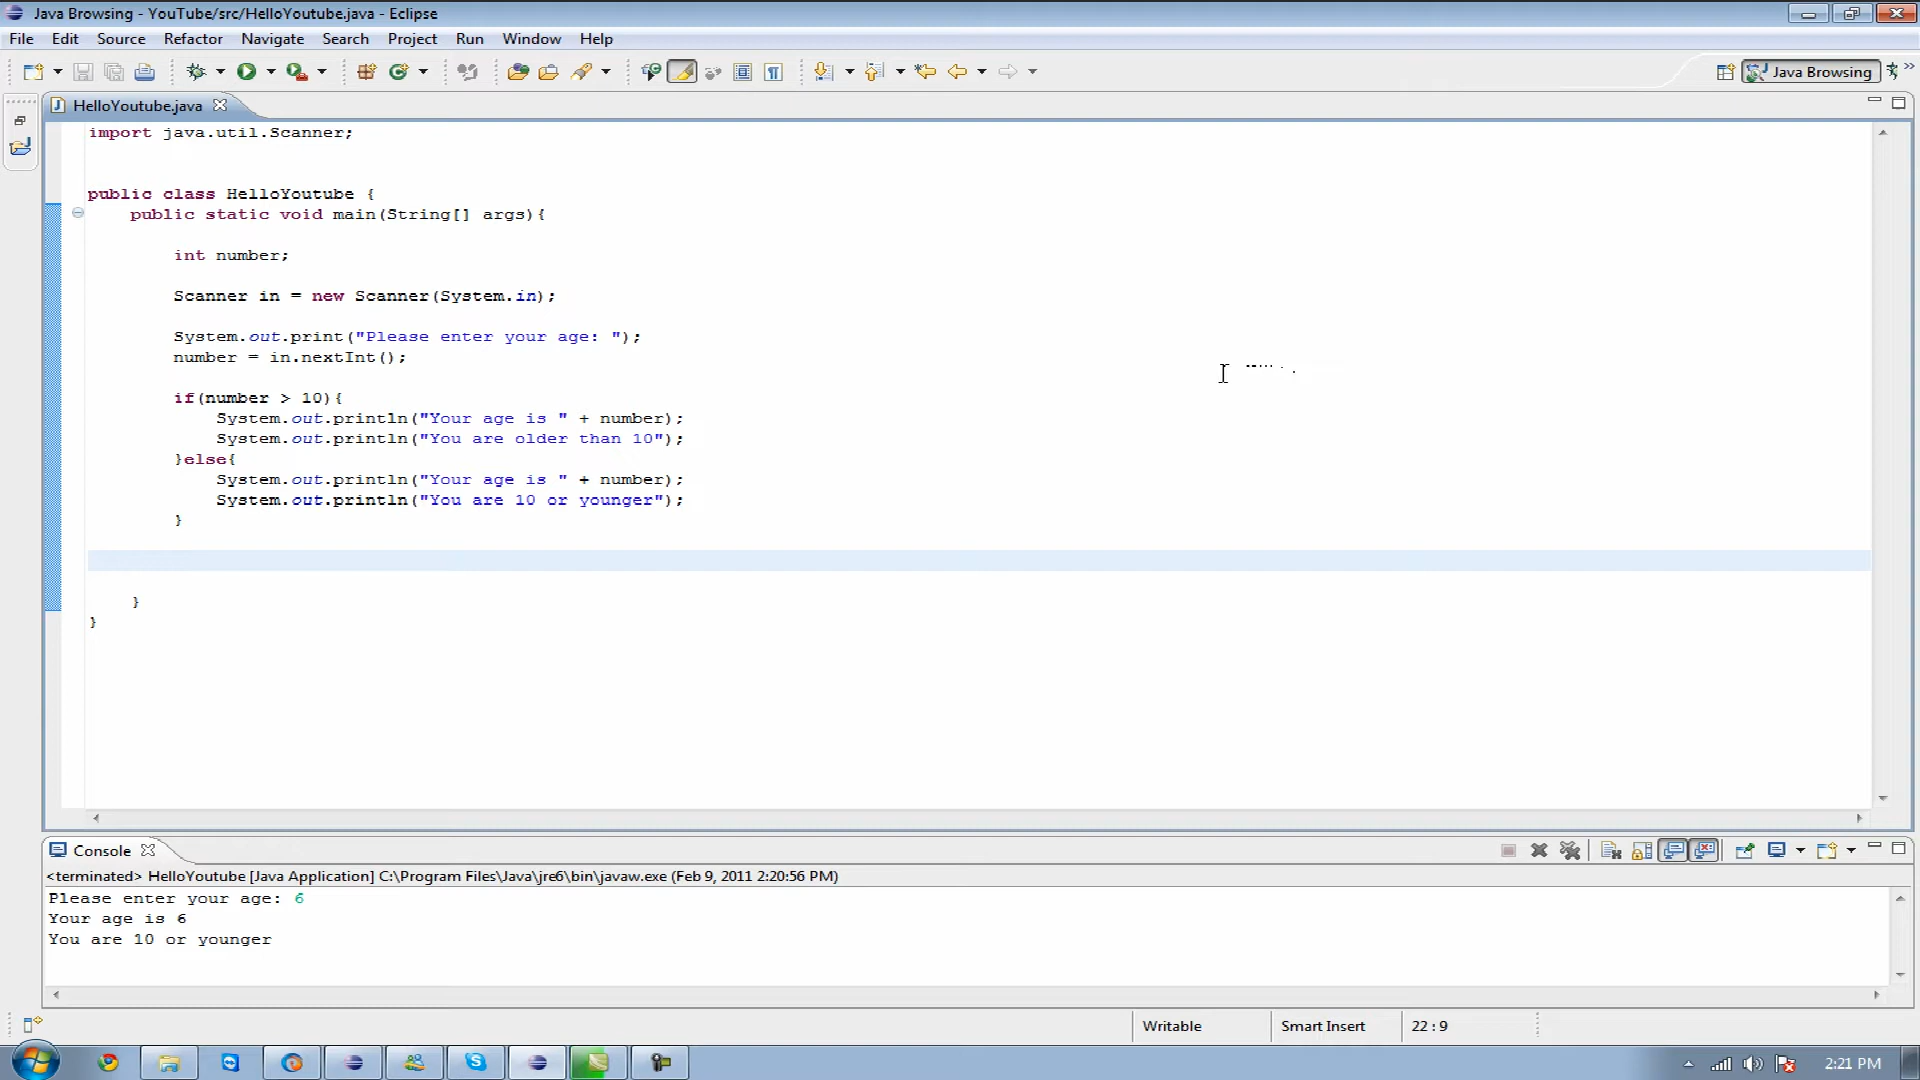 Java Browsing - YouTube/src/HelloYoutube.java - Eclipse
File Edit Source Refactor Navigate Search Project Run Window Help
Java Browsing
HelloYoutube.java
import java.util.Scanner;
public class HelloYoutube {
public static void main(String[] args){
int number;
Scanner in = new Scanner(System.in);
System.out.print("Please enter your age: ");
number = in.nextInt();
if(number > 10){
System.out.println("Your age is " + number);
System.out.println("You are older than 10");
}else{
System.out.println("Your age is " + number);
System.out.println("You are 10 or younger");
}
}
}
Console
<terminated> HelloYoutube [Java Application] C:\Program Files\Java\jre6\bin\javaw.exe (Feb 9, 2011 2:20:56 PM)
Please enter your age: 6
Your age is 6
You are 10 or younger
Writable Smart Insert 22 : 9
2:21 PM